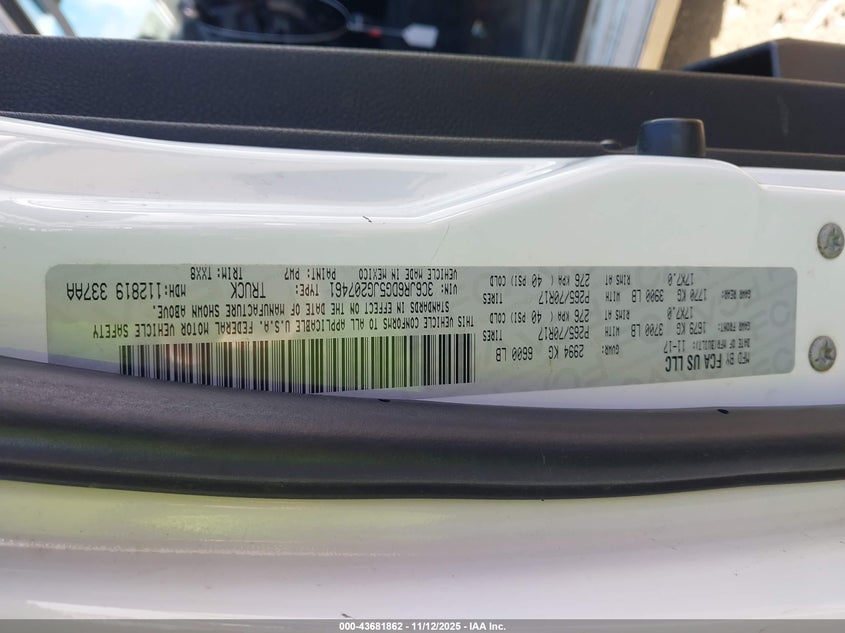 MFD BY FCA US LLC
DATE OF MFR(BUILT): 11-17 GVWR: 2994 KG 6600 LB
GAWR FRONT: 1679 KG 3700 LB WITH P265/70R17 TIRES
17X7.0 RIMS AT 276 KPA ( 40 PSI) COLD
GAWR REAR: 1770 KG 3900 LB WITH P265/70R17 TIRES
17X7.0 RIMS AT 276 KPA ( 40 PSI) COLD
THIS VEHICLE CONFORMS TO ALL APPLICABLE U.S.A. FEDERAL MOTOR VEHICLE SAFETY
STANDARDS IN EFFECT ON THE DATE OF MANUFACTURE SHOWN ABOVE.
VIN: 3C6JR6DG5JG207461 TYPE: TRUCK MDH: 112819 337AA
VEHICLE MADE IN MEXICO PAINT: PW7 TRIM: TXX8
000-43681862 - 11/12/2025 - IAA Inc.